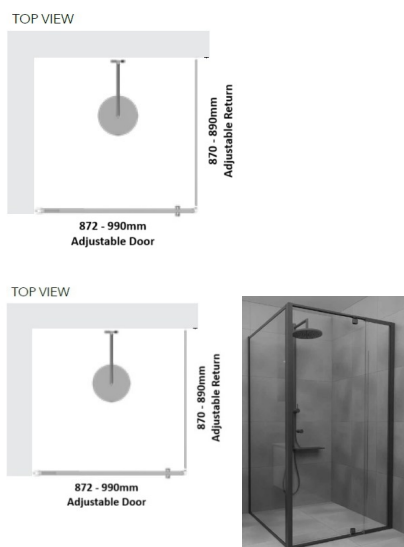 TOP VIEW
870 - 890mm
Adjustable Return
872 - 990mm
Adjustable Door
TOP VIEW
870 - 890mm
Adjustable Return
872 - 990mm
Adjustable Door